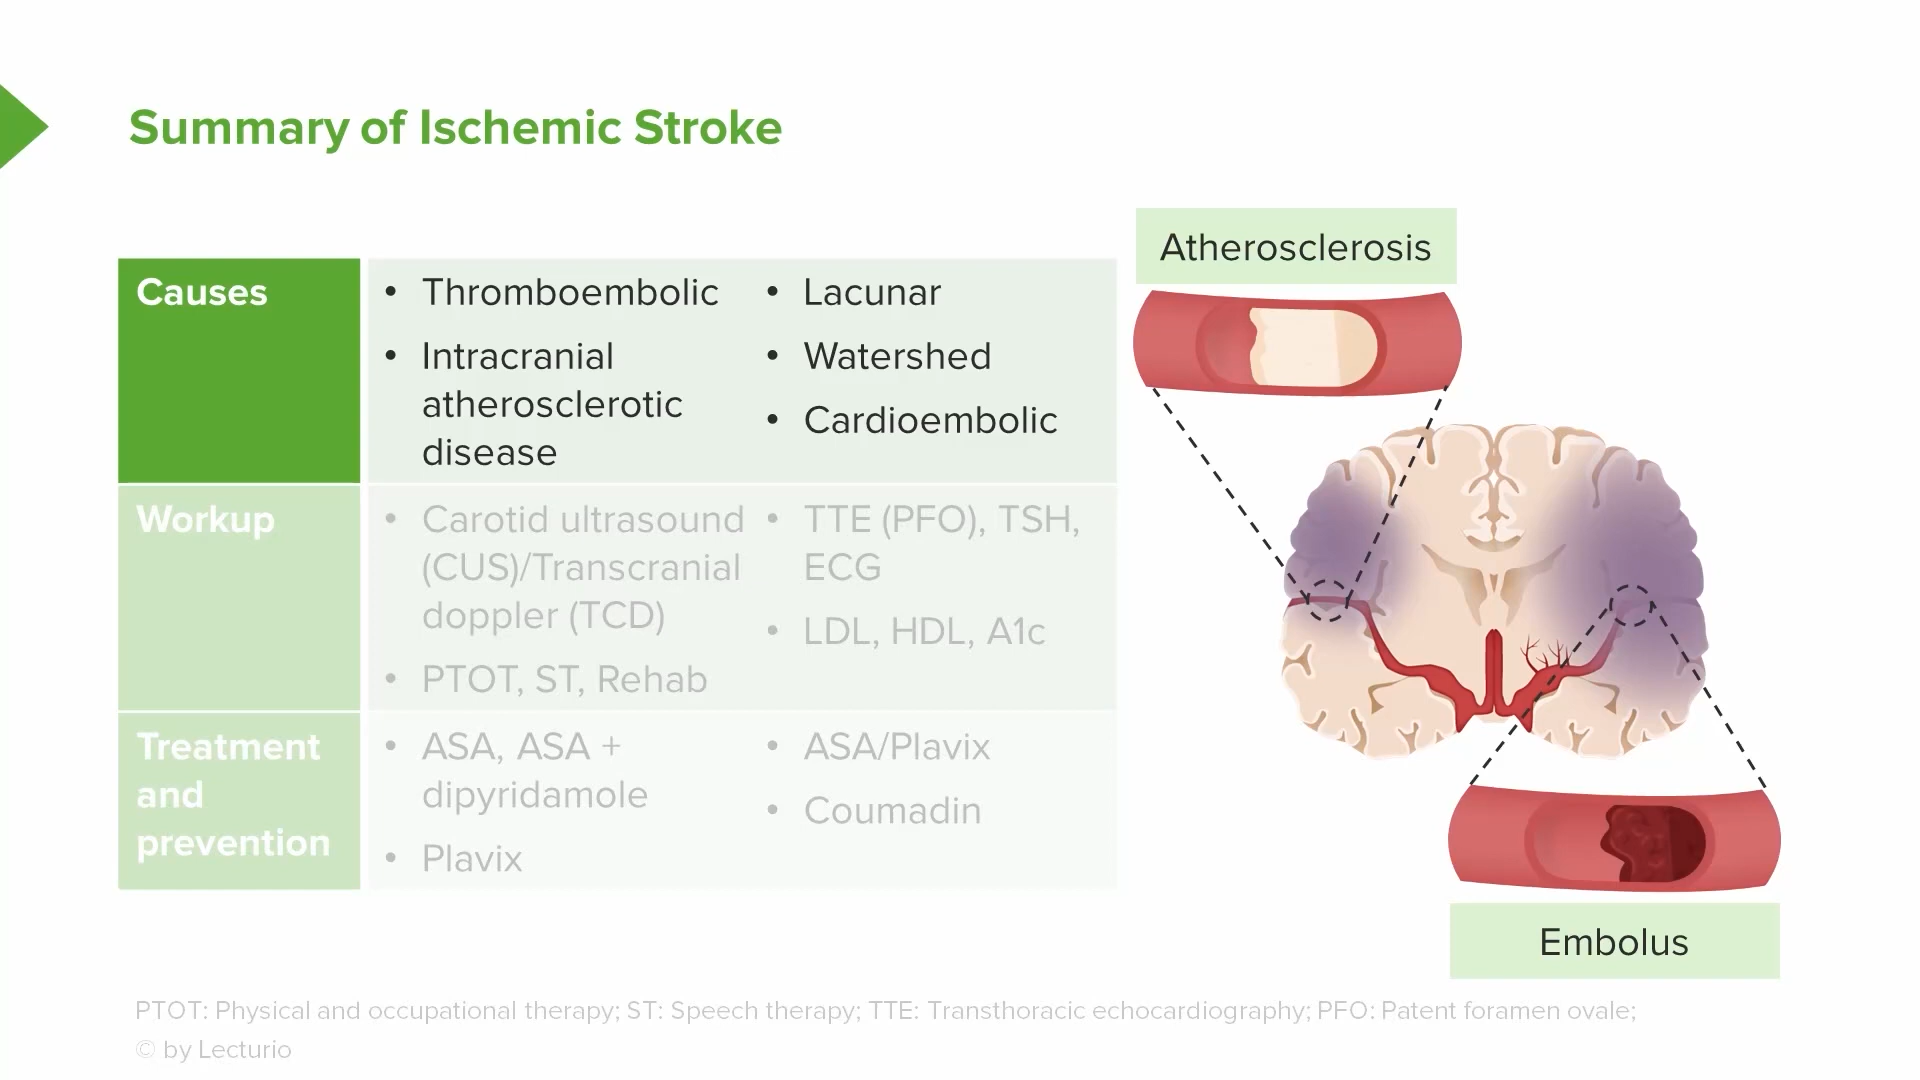 Summary of Ischemic Stroke
Atherosclerosis
Causes
• Thromboembolic
• Intracranial
atherosclerotic
disease
• Lacunar
• Watershed
• Cardioembolic
Workup
• Carotid ultrasound
(CUS)/Transcranial
doppler (TCD)
• PTOT, ST, Rehab
• TTE (PFO), TSH,
ECG
• LDL, HDL, A1c
Treatment
and
prevention
• ASA, ASA +
dipyridamole
• Plavix
• ASA/Plavix
• Coumadin
Embolus
PTOT: Physical and occupational therapy; ST: Speech therapy; TTE: Transthoracic echocardiography; PFO: Patent foramen ovale;
© by Lecturio